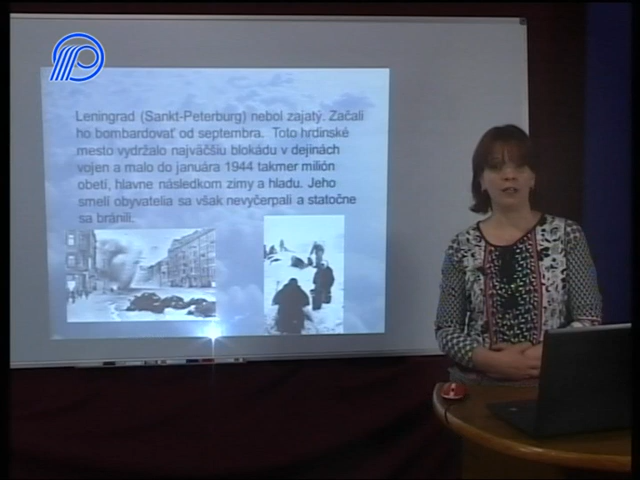 Leningrad (Sankt-Peterburg) nebol zajatý. Začali
ho bombardovať od septembra. Toto hrdinské
mesto vydržalo najväčšiu blokádu v dejinách
vojen a malo do januára 1944 takmer milión
obetí, hlavne následkom zimy a hladu. Jeho
smelí obyvatelia sa však nevyčerpali a statočne
sa bránili.